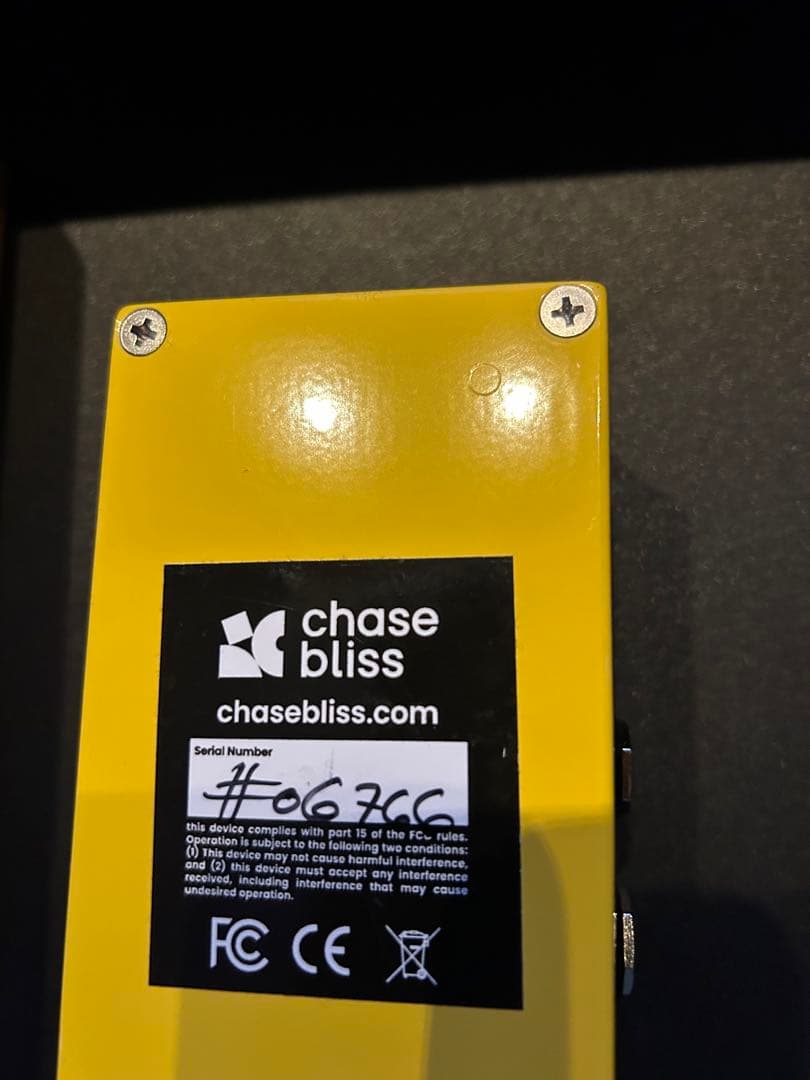 chase
bliss
chasebliss.com
Serial Number
#06766
this device complies with part 15 of the FCC rules.
Operation is subject to the following two conditions:
(1) This device may not cause harmful interference,
and (2) this device must accept any interference
received, including interference that may cause
undesired operation.
FC CE